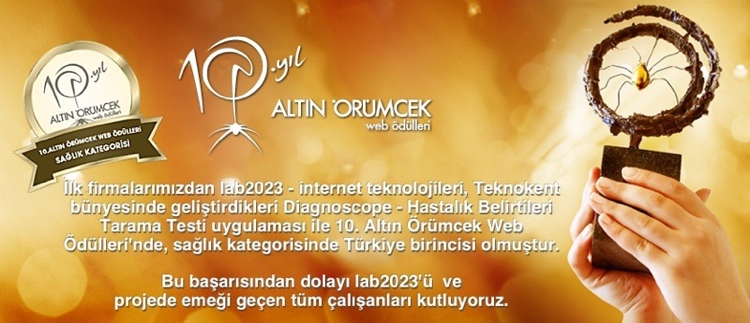 10.yıl
ALTIN ÖRÜMCEK
web ödülleri
10.ALTIN ÖRÜMCEK WEB ÖDÜLLERİ
SAĞLIK KATEGORİSİ
10.yıl
ALTIN ÖRÜMCEK
web ödülleri
İlk firmalarımızdan lab2023 - internet teknolojileri, Teknokent
bünyesinde geliştirdikleri Diagnoscope - Hastalık Belirtileri
Tarama Testi uygulaması ile 10. Altın Örümcek Web
Ödülleri'nde, sağlık kategorisinde Türkiye birincisi olmuştur.
Bu başarısından dolayı lab2023'ü ve
projede emeği geçen tüm çalışanları kutluyoruz.